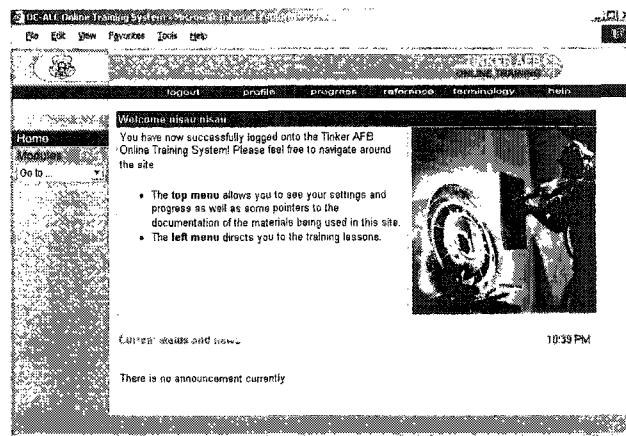 OC-ALC Online Training System - Microsoft Internet
File Edit View Favorites Tools Help
TINKER AFB
ONLINE TRAINING
logout profile progress reference terminology help
Welcome nisau nisau
Home
Modules
Go to ...
You have now successfully logged onto the Tinker AFB
Online Training System! Please feel free to navigate around
the site
• The top menu allows you to see your settings and
progress as well as some pointers to the
documentation of the materials being used in this site.
• The left menu directs you to the training lessons.
Current status and news
10:39 PM
There is no announcement currently